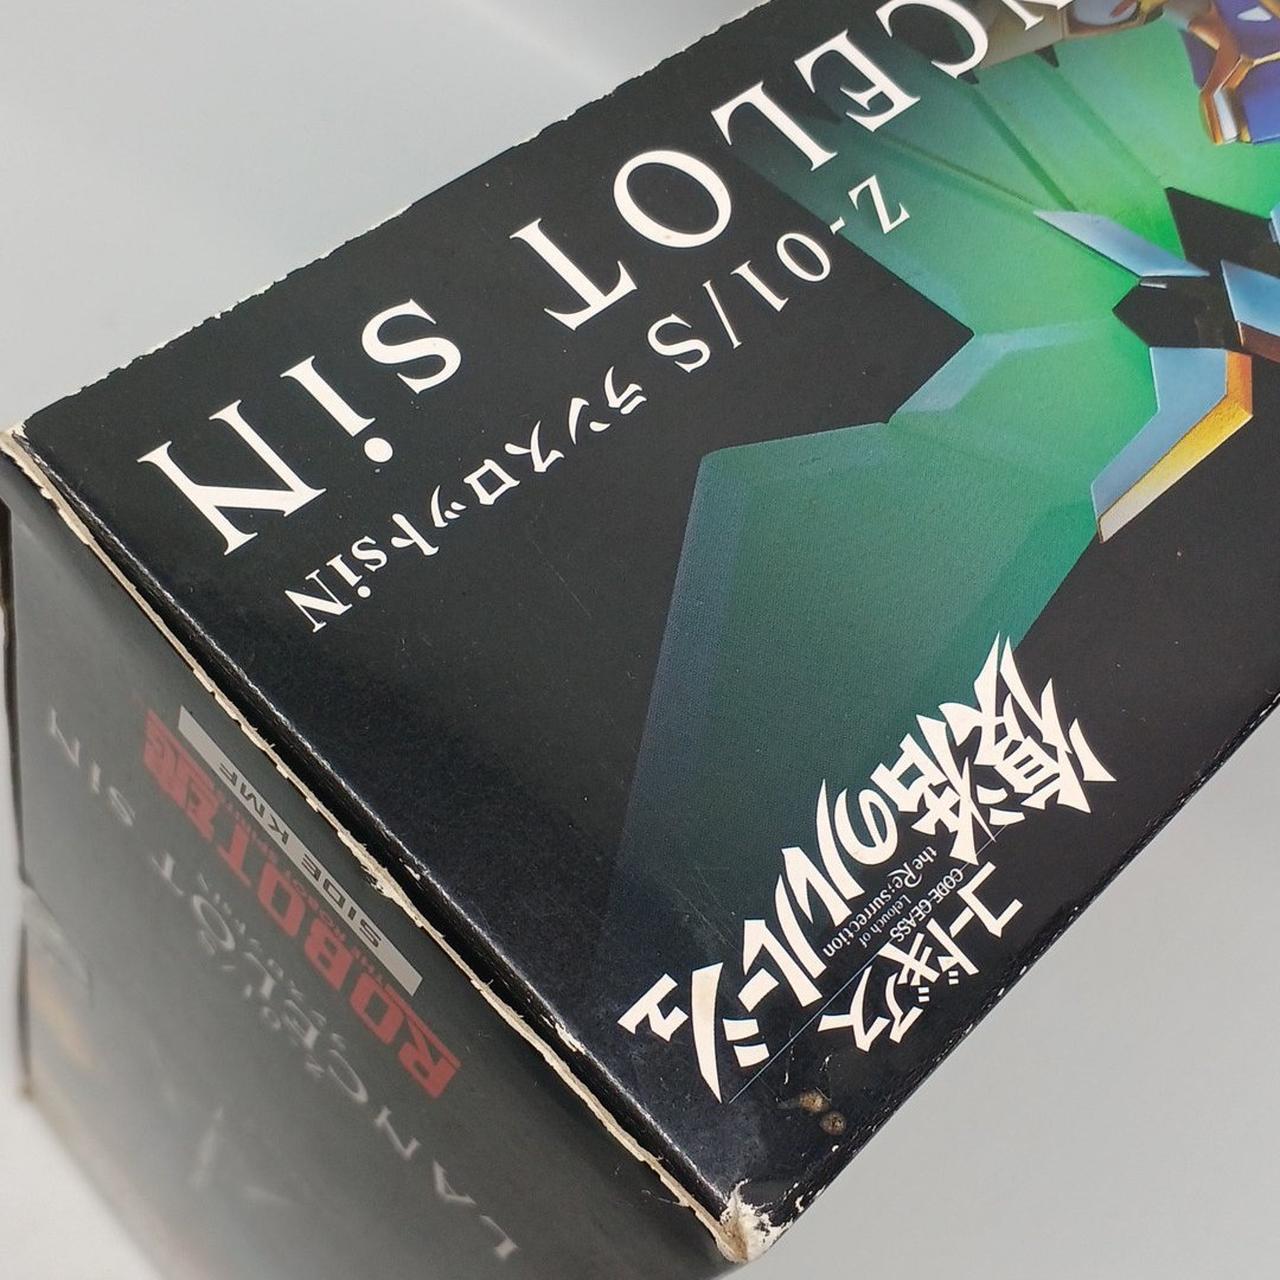 NCELOT siN
Z-01/S ランスロットsiN
コードギアス
CODE GEASS
Lelouch of
the Re;surrection
復活のルルーシュ
SIDE KMF
ROBOT魂
LANCELOT SiN